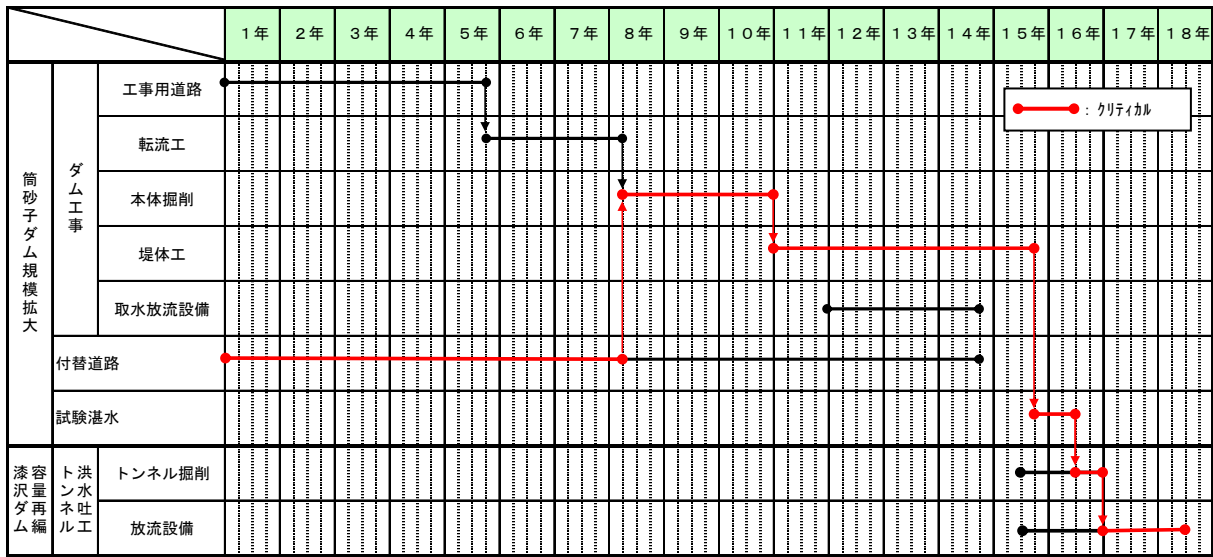 １年 ２年 ３年 ４年 ５年 ６年 ７年 ８年 ９年 １０年 １１年 １２年 １３年 １４年 １５年 １６年 １７年 １８年
筒砂子ダム規模拡大
ダム工事
工事用道路
：クリティカル
転流工
本体掘削
堤体工
取水放流設備
付替道路
試験湛水
漆沢ダム
容量再編
洪水吐工
トンネル
トンネル掘削
放流設備